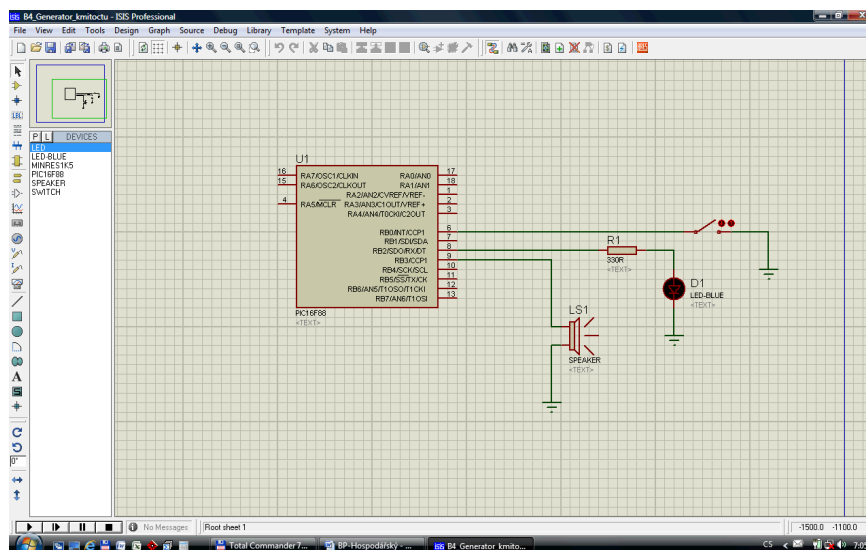 B4_Generator_kmitoctu - ISIS Professional
File View Edit Tools Design Graph Source Debug Library Template System Help
LBL
P L DEVICES
LED
LED-BLUE
MINRES1K5
PIC16F88
SPEAKER
SWITCH
A
S
0°
U1
16 RA7/OSC1/CLKIN RA0/AN0 17
15 RA6/OSC2/CLKOUT RA1/AN1 18
RA2/AN2/CVREF/VREF- 1
4 RA5/MCLR RA3/AN3/C1OUT/VREF+ 2
RA4/AN4/T0CKI/C2OUT 3
RB0/INT/CCP1 6
RB1/SDI/SDA 7
RB2/SDO/RX/DT 8
RB3/CCP1 9
RB4/SCK/SCL 10
RB5/SS/TX/CK 11
RB6/AN5/T1OSO/T1CKI 12
RB7/AN6/T1OSI 13
PIC16F88
<TEXT>
R1
330R
<TEXT>
D1
LED-BLUE
<TEXT>
LS1
SPEAKER
<TEXT>
No Messages Root sheet 1 -1500.0 -1100.0
Total Commander 7... BP-Hospodářský - ... B4_Generator_kmito... CS